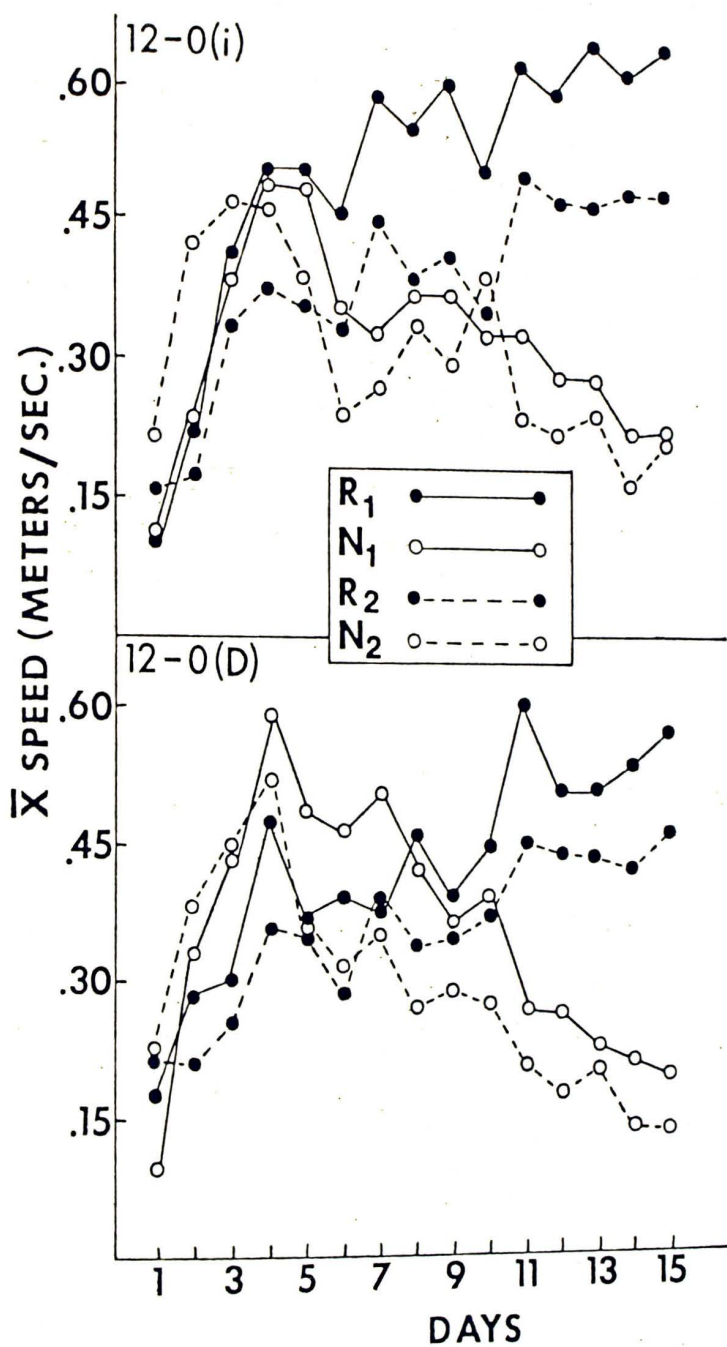 12-0(i)
.60
.45
.30
.15
X̅ SPEED (METERS/SEC.)
R₁
N₁
R₂
N₂
12-0(D)
.60
.45
.30
.15
1 3 5 7 9 11 13 15
DAYS